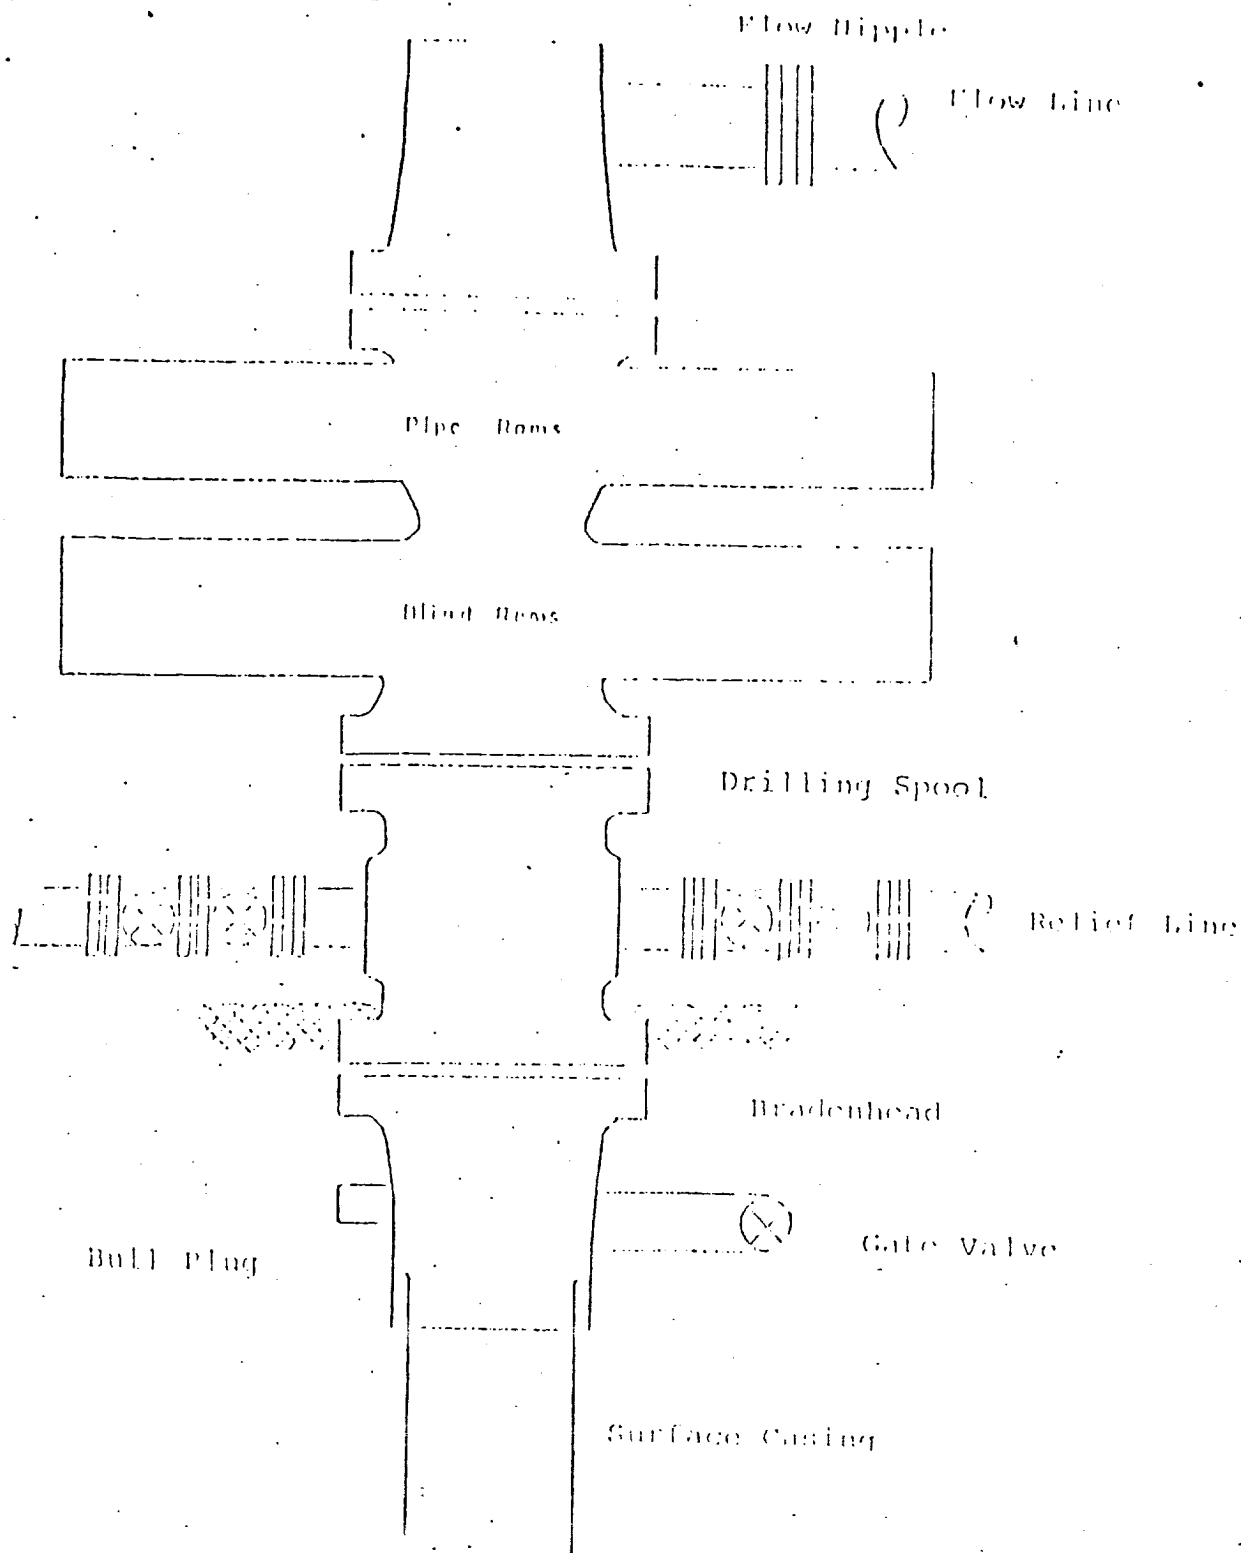 Flow Nipple
Flow Line
Pipe Rams
Blind Rams
Drilling Spool
Relief Line
Bradenhead
Gate Valve
Bull Plug
Surface Casing